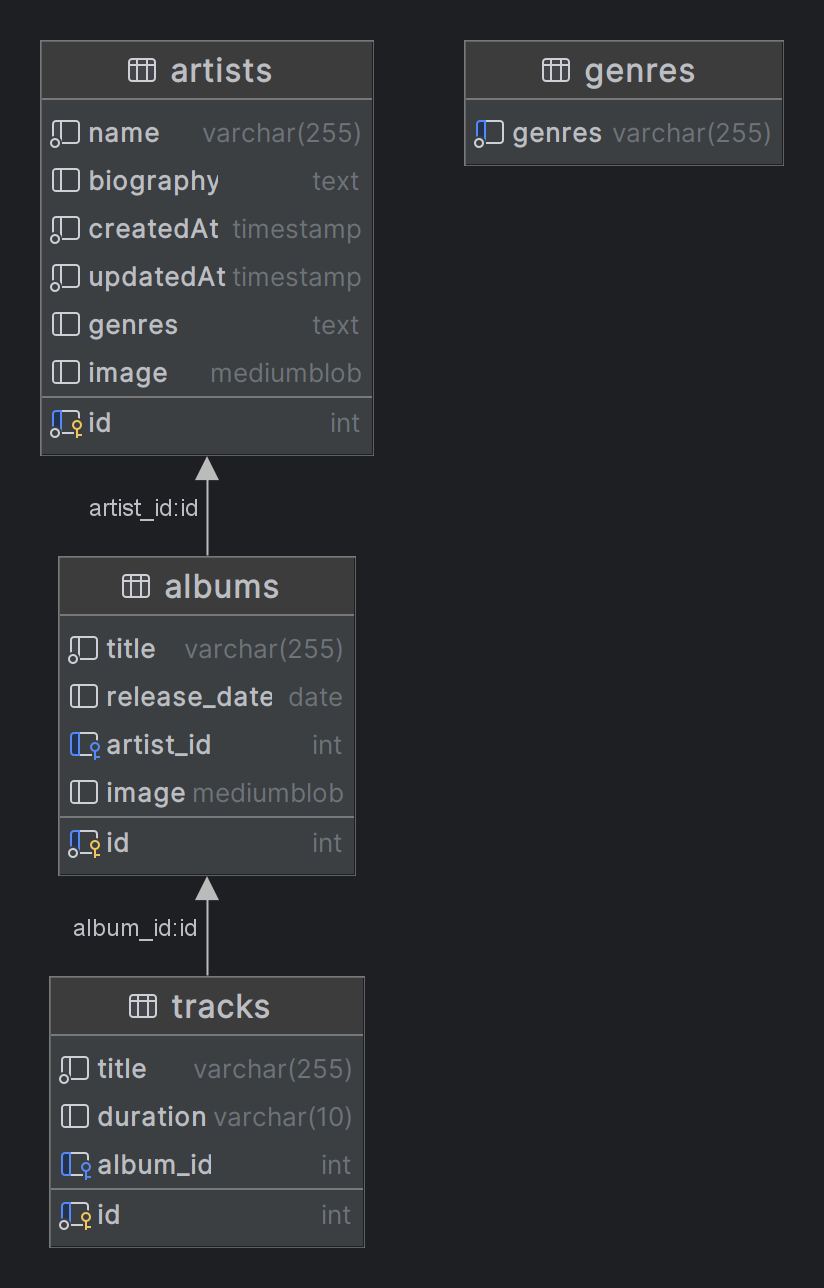 artists
name varchar(255)
biography text
createdAt timestamp
updatedAt timestamp
genres text
image mediumblob
id int
artist_id:id
albums
title varchar(255)
release_date date
artist_id int
image mediumblob
id int
album_id:id
tracks
title varchar(255)
duration varchar(10)
album_id int
id int
genres
genres varchar(255)